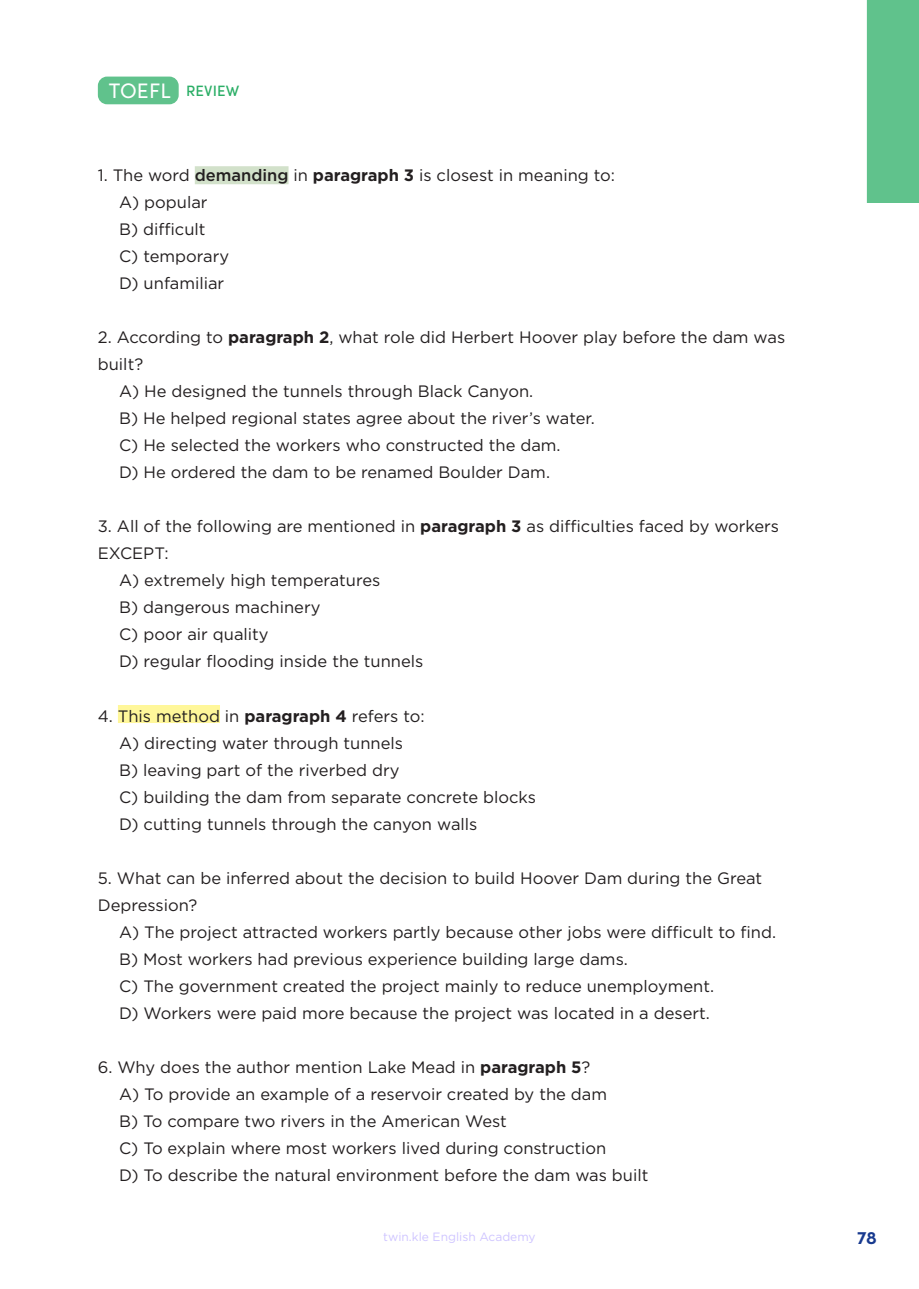 TOEFL REVIEW
1. The word demanding in paragraph 3 is closest in meaning to:
A) popular
B) difficult
C) temporary
D) unfamiliar
2. According to paragraph 2, what role did Herbert Hoover play before the dam was
built?
A) He designed the tunnels through Black Canyon.
B) He helped regional states agree about the river’s water.
C) He selected the workers who constructed the dam.
D) He ordered the dam to be renamed Boulder Dam.
3. All of the following are mentioned in paragraph 3 as difficulties faced by workers
EXCEPT:
A) extremely high temperatures
B) dangerous machinery
C) poor air quality
D) regular flooding inside the tunnels
4. This method in paragraph 4 refers to:
A) directing water through tunnels
B) leaving part of the riverbed dry
C) building the dam from separate concrete blocks
D) cutting tunnels through the canyon walls
5. What can be inferred about the decision to build Hoover Dam during the Great
Depression?
A) The project attracted workers partly because other jobs were difficult to find.
B) Most workers had previous experience building large dams.
C) The government created the project mainly to reduce unemployment.
D) Workers were paid more because the project was located in a desert.
6. Why does the author mention Lake Mead in paragraph 5?
A) To provide an example of a reservoir created by the dam
B) To compare two rivers in the American West
C) To explain where most workers lived during construction
D) To describe the natural environment before the dam was built
twin.kle English Academy
78